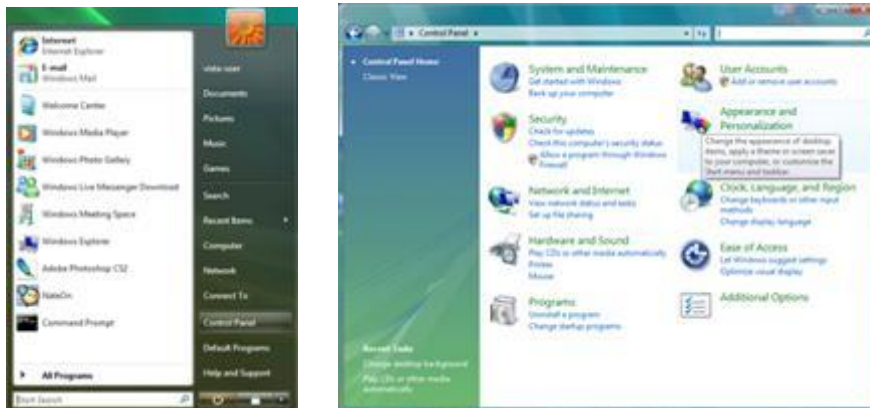 Internet
Internet Explorer
E-mail
Windows Mail
Welcome Center
Windows Media Player
Windows Photo Gallery
Windows Live Messenger Download
Windows Meeting Space
Windows Explorer
Adobe Photoshop CS2
NateOn
Command Prompt
All Programs
Start Search
vista user
Documents
Pictures
Music
Games
Search
Recent Items
Computer
Network
Connect To
Control Panel
Default Programs
Help and Support
Control Panel
Control Panel Home
Classic View
Recent Tasks
Change desktop background
Play CDs or other media
automatically
System and Maintenance
Get started with Windows
Back up your computer
Security
Check for updates
Check this computer's security status
Allow a program through Windows
Firewall
Network and Internet
View network status and tasks
Set up file sharing
Hardware and Sound
Play CDs or other media automatically
Printer
Mouse
Programs
Uninstall a program
Change startup programs
User Accounts
Add or remove user accounts
Appearance and
Personalization
Change the appearance of desktop
items, apply a theme or screen saver
to your computer, or customize the
Start menu and taskbar.
Clock, Language, and Region
Change keyboards or other input
methods
Change display language
Ease of Access
Let Windows suggest settings
Optimize visual display
Additional Options